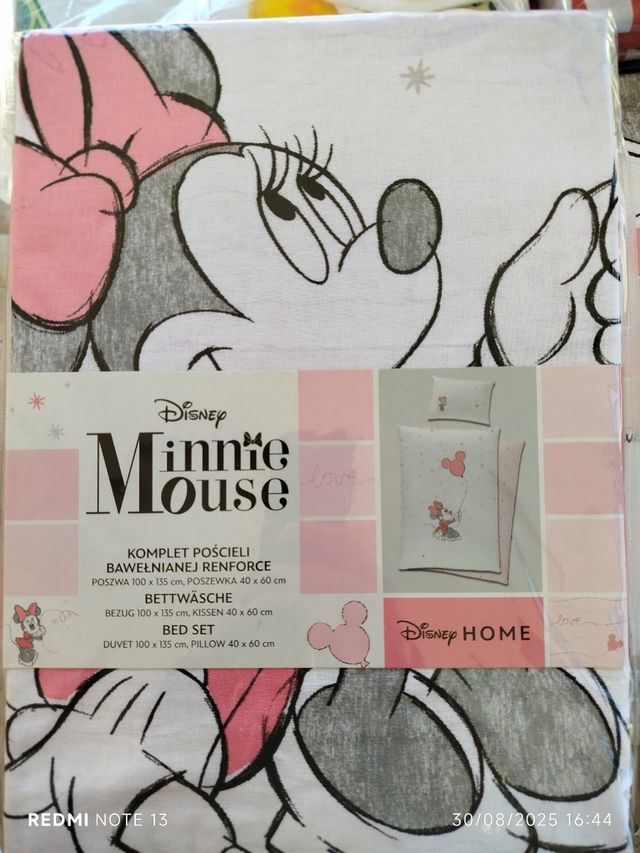 Disney
Minnie
Mouse
love
KOMPLET POŚCIELI
BAWEŁNIANEJ RENFORCE
POSZWA 100 x 135 cm, POSZEWKA 40 x 60 cm
BETTWÄSCHE
BEZUG 100 x 135 cm, KISSEN 40 x 60 cm
BED SET
DUVET 100 x 135 cm, PILLOW 40 x 60 cm
Disney HOME
love
REDMI NOTE 13
30/08/2025 16:44